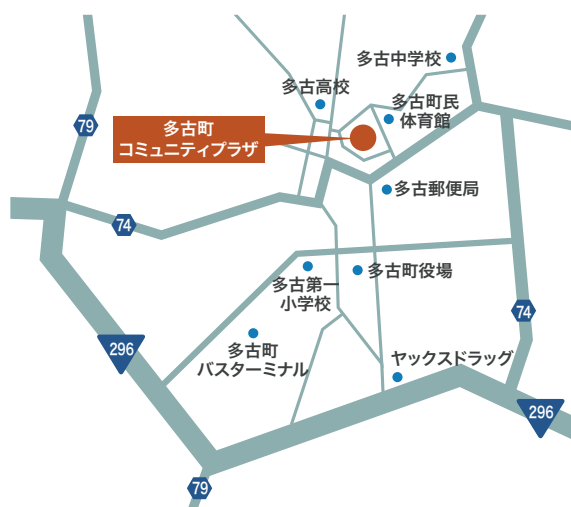 多古中学校
多古高校
多古町民
体育館
79
多古町
コミュニティプラザ
多古郵便局
74
多古町役場
多古第一
小学校
74
296
多古町
バスターミナル
ヤックスドラッグ
296
79